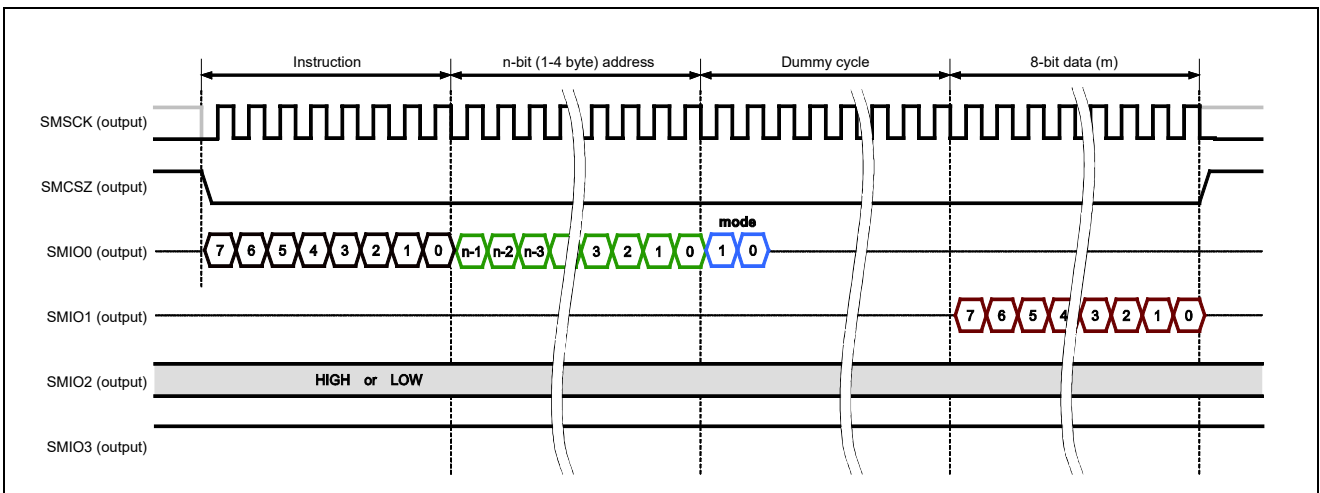 Instruction n-bit (1-4 byte) address Dummy cycle 8-bit data (m)
SMSCK (output)
SMCSZ (output)
mode
SMIO0 (output) 7 6 5 4 3 2 1 0 n-1 n-2 n-3 3 2 1 0 1 0
SMIO1 (output) 7 6 5 4 3 2 1 0
SMIO2 (output) HIGH or LOW
SMIO3 (output)